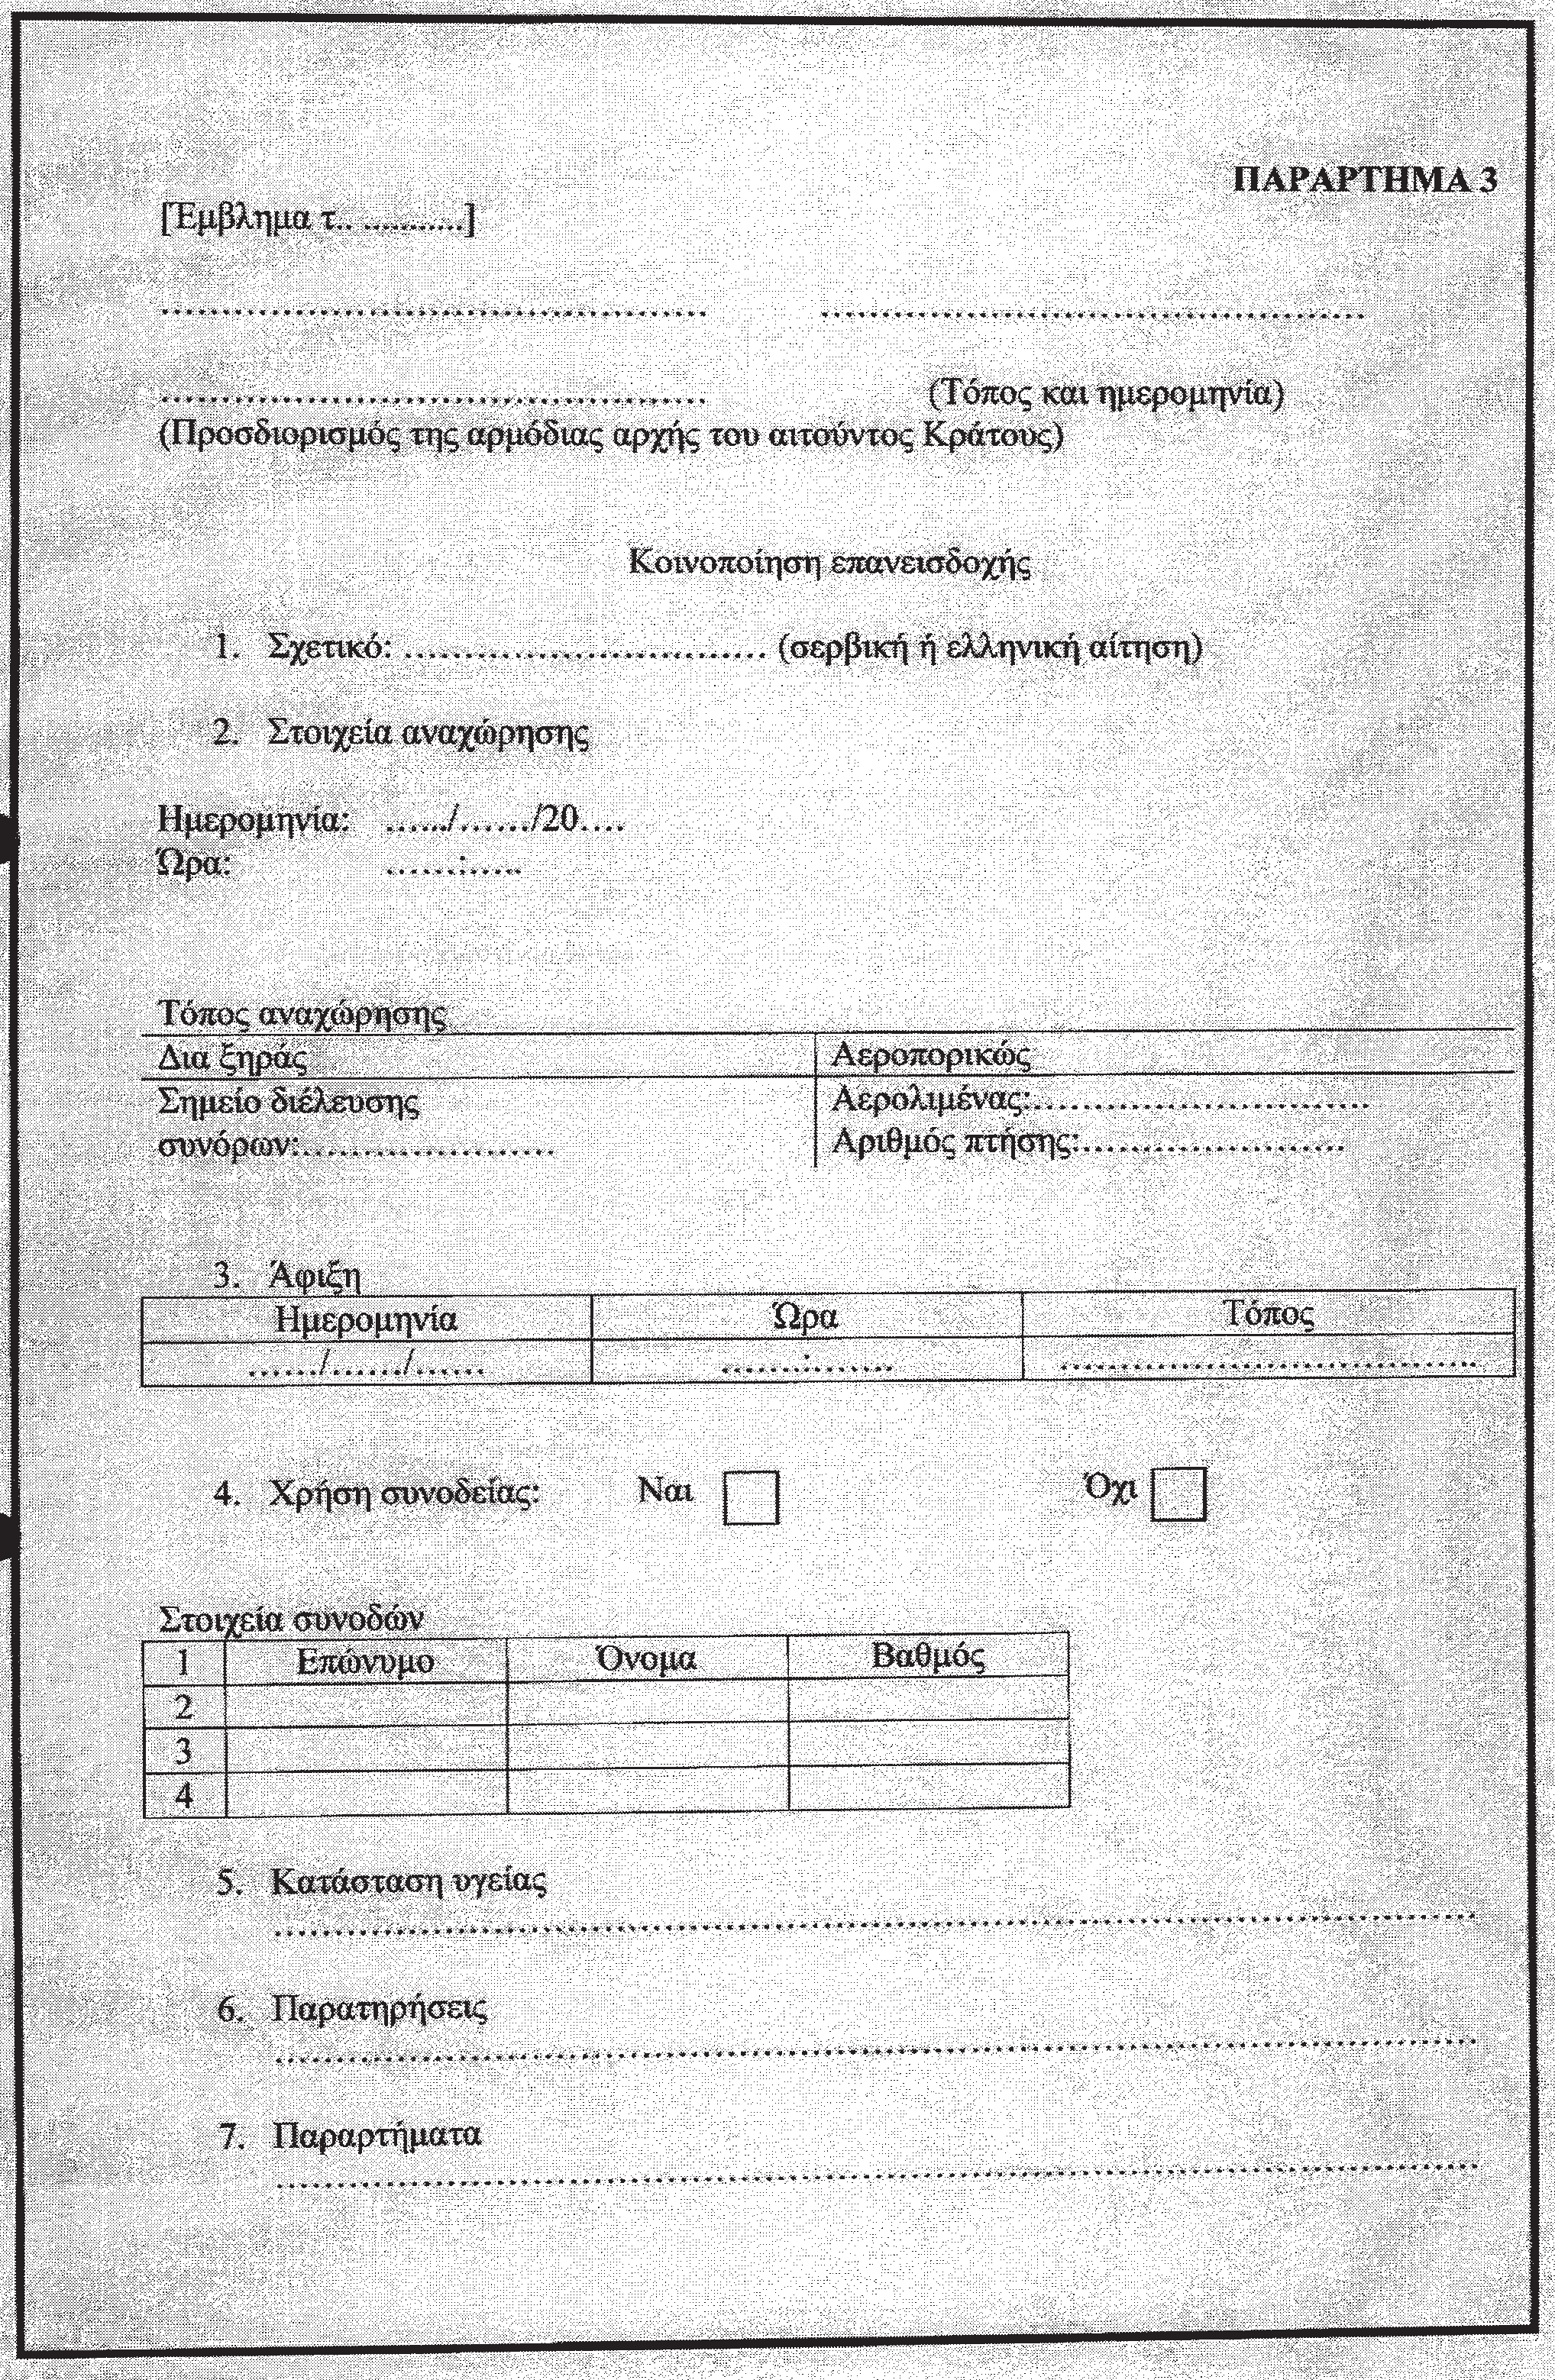 ΠΑΡΑΡΤΗΜΑ 3
[Έμβλημα τ.. ...........]
............................................. .............................................
............................................. (Τόπος και ημερομηνία)
(Προσδιορισμός της αρμόδιας αρχής του αιτούντος Κράτους)
Κοινοποίηση επανεισδοχής
1. Σχετικό: .............................. (σερβική ή ελληνική αίτηση)
2. Στοιχεία αναχώρησης
Ημερομηνία: ....../....../20....
Ώρα: ......:.....
Τόπος αναχώρησης
Δια ξηράς Αεροπορικώς
Σημείο διέλευσης Αερολιμένας:............................
συνόρων:..................... Αριθμός πτήσης:......................
3. Άφιξη
Ημερομηνία Ώρα Τόπος
....../....../...... .......:....... ..................................
4. Χρήση συνοδείας: Ναι Όχι
Στοιχεία συνοδών
1 Επώνυμο Όνομα Βαθμός
2
3
4
5. Κατάσταση υγείας
....................................................................................................
6. Παρατηρήσεις
....................................................................................................
7. Παραρτήματα
....................................................................................................